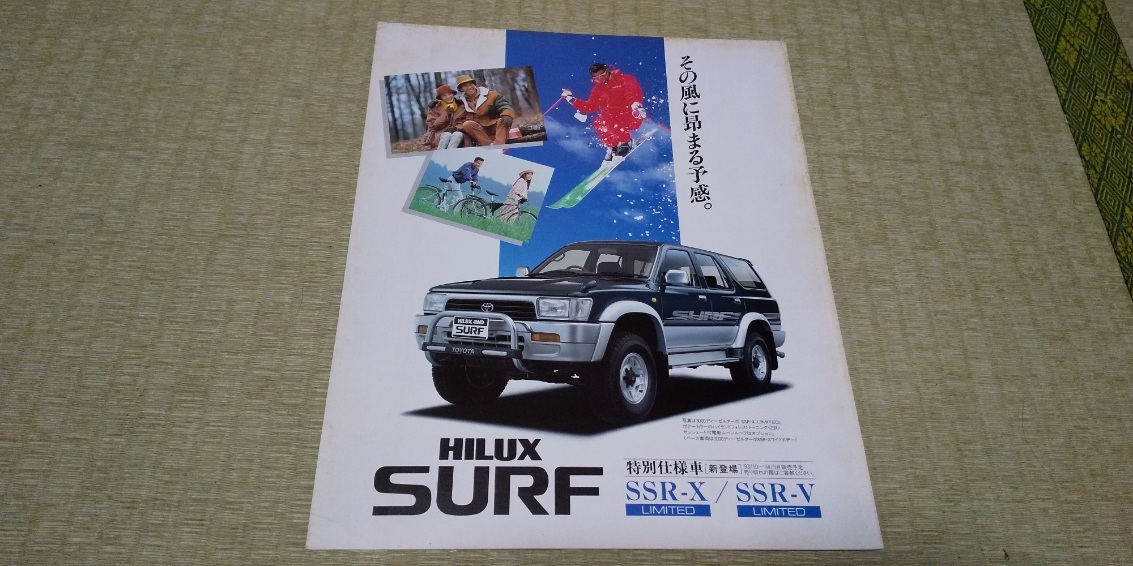 その風に昂まる予感。
SURF
HILUX 4WD
SURF
TOYOTA
HILUX
SURF
特別仕様車[新登場]
SSR-X / SSR-V
LIMITED LIMITED